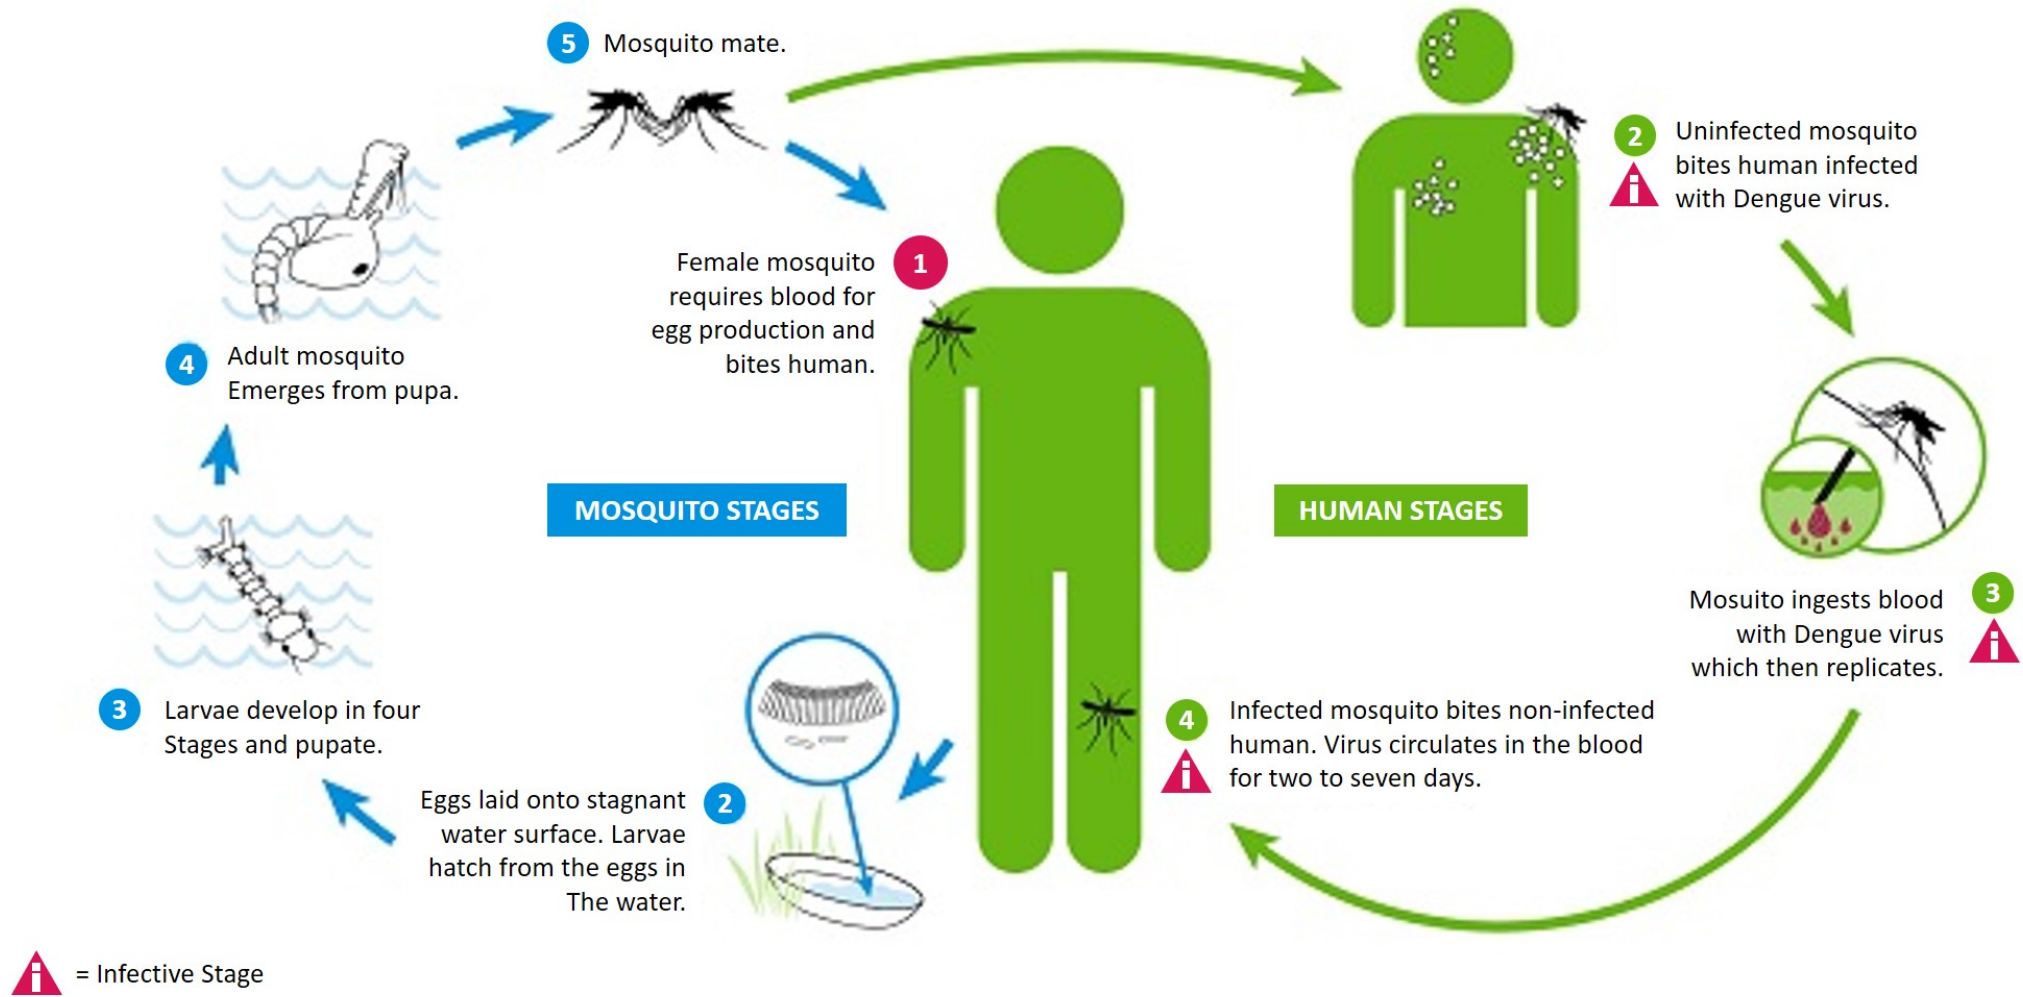 5 Mosquito mate.
2 Uninfected mosquito
bites human infected
with Dengue virus.
i
1
Female mosquito
requires blood for
egg production and
bites human.
4 Adult mosquito
Emerges from pupa.
MOSQUITO STAGES
HUMAN STAGES
Mosuito ingests blood 3
with Dengue virus
which then replicates.
i
3 Larvae develop in four
Stages and pupate.
4 Infected mosquito bites non-infected
human. Virus circulates in the blood
for two to seven days.
i
Eggs laid onto stagnant 2
water surface. Larvae
hatch from the eggs in
The water.
i = Infective Stage